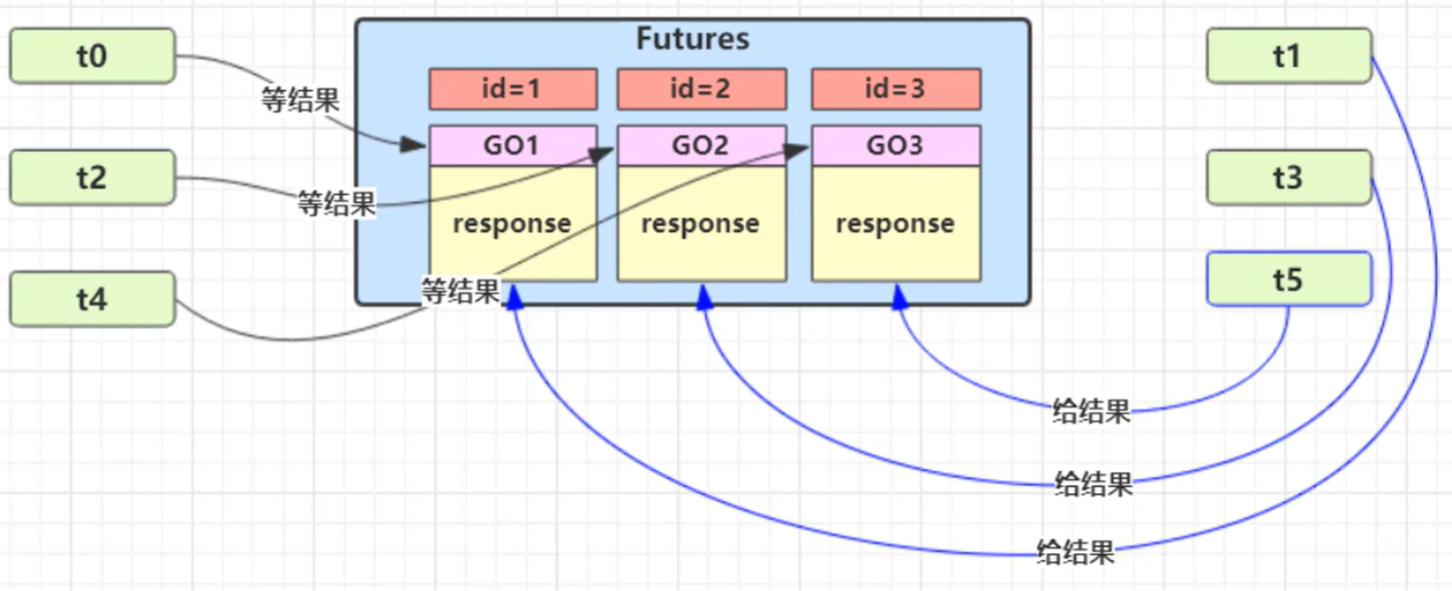 t0
t2
t4
等结果
等结果
等结果
Futures
id=1
id=2
id=3
GO1
GO2
GO3
response
response
response
t1
t3
t5
给结果
给结果
给结果